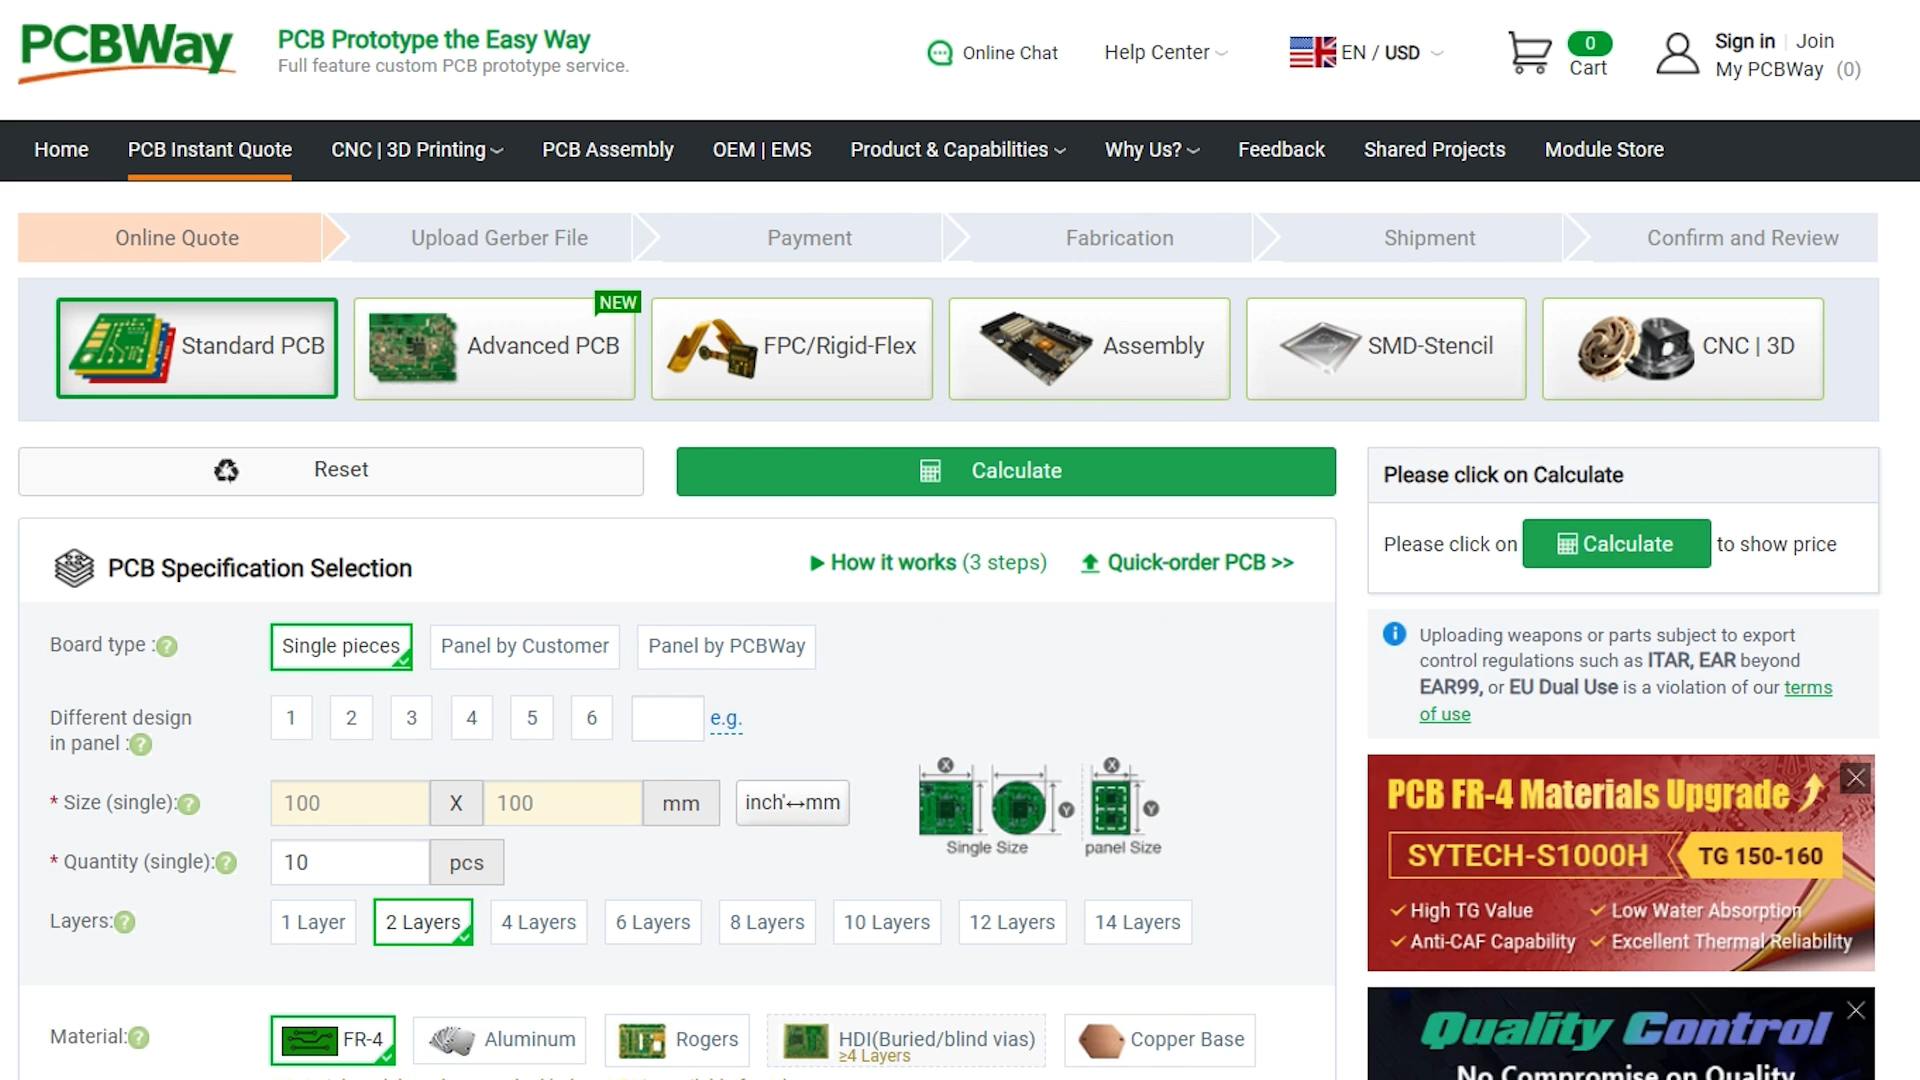 PCBWay
PCB Prototype the Easy Way
Full feature custom PCB prototype service.
Online Chat
Help Center
EN / USD
0
Cart
Sign in | Join
My PCBWay (0)
Home
PCB Instant Quote
CNC | 3D Printing
PCB Assembly
OEM | EMS
Product & Capabilities
Why Us?
Feedback
Shared Projects
Module Store
Online Quote
Upload Gerber File
Payment
Fabrication
Shipment
Confirm and Review
Standard PCB
NEW
Advanced PCB
FPC/Rigid-Flex
Assembly
SMD-Stencil
CNC | 3D
Reset
Calculate
PCB Specification Selection
How it works (3 steps)
Quick-order PCB >>
Board type :?
Single pieces
Panel by Customer
Panel by PCBWay
Different design
in panel :?
1
2
3
4
5
6
e.g.
* Size (single):?
100
X
100
mm
inch'↔mm
* Quantity (single):?
10
pcs
X
Y
Single Size
X
Y
panel Size
Layers:?
1 Layer
2 Layers
4 Layers
6 Layers
8 Layers
10 Layers
12 Layers
14 Layers
Material:?
FR-4
Aluminum
Rogers
HDI(Buried/blind vias)
≥4 Layers
Copper Base
Please click on Calculate
Please click on Calculate to show price
Uploading weapons or parts subject to export
control regulations such as ITAR, EAR beyond
EAR99, or EU Dual Use is a violation of our terms
of use
PCB FR-4 Materials Upgrade
SYTECH-S1000H
TG 150-160
High TG Value
Low Water Absorption
Anti-CAF Capability
Excellent Thermal Reliability
Quality Control
No Compromise on Quality